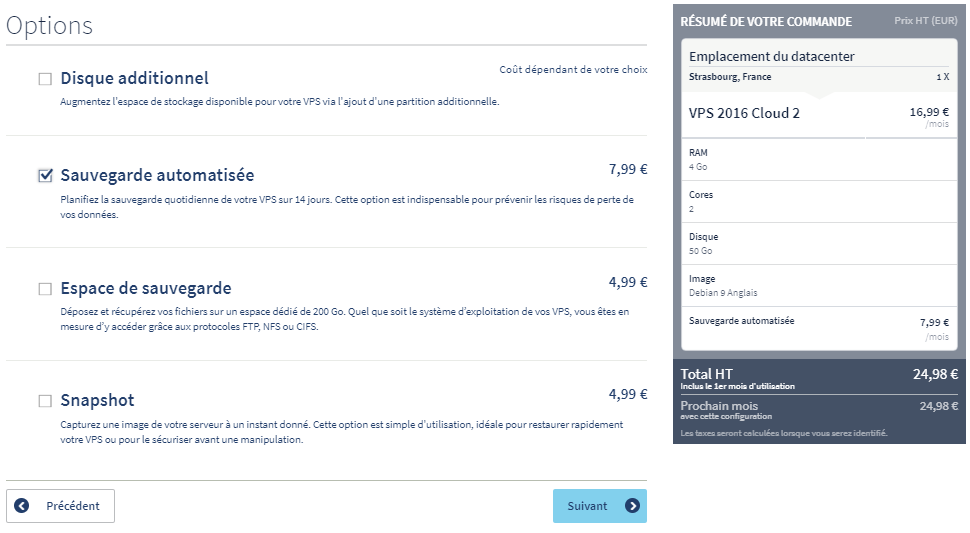 Options
Disque additionnel
Coût dépendant de votre choix
Augmentez l'espace de stockage disponible pour votre VPS via l'ajout d'une partition additionnelle.
Sauvegarde automatisée
7,99 €
Planifiez la sauvegarde quotidienne de votre VPS sur 14 jours. Cette option est indispensable pour prévenir les risques de perte de
vos données.
Espace de sauvegarde
4,99 €
Déposez et récupérez vos fichiers sur un espace dédié de 200 Go. Quel que soit le système d'exploitation de vos VPS, vous êtes en
mesure d'y accéder grâce aux protocoles FTP, NFS ou CIFS.
Snapshot
4,99 €
Capturez une image de votre serveur à un instant donné. Cette option est simple d'utilisation, idéale pour restaurer rapidement
votre VPS ou pour le sécuriser avant une manipulation.
Précédent
Suivant
RÉSUMÉ DE VOTRE COMMANDE
Prix HT (EUR)
Emplacement du datacenter
Strasbourg, France
1 X
VPS 2016 Cloud 2
16,99 €
/mois
RAM
4 Go
Cores
2
Disque
50 Go
Image
Debian 9 Anglais
Sauvegarde automatisée
7,99 €
/mois
Total HT
24,98 €
Inclus le 1er mois d'utilisation
Prochain mois
24,98 €
avec cette configuration
Les taxes seront calculées lorsque vous serez identifié.